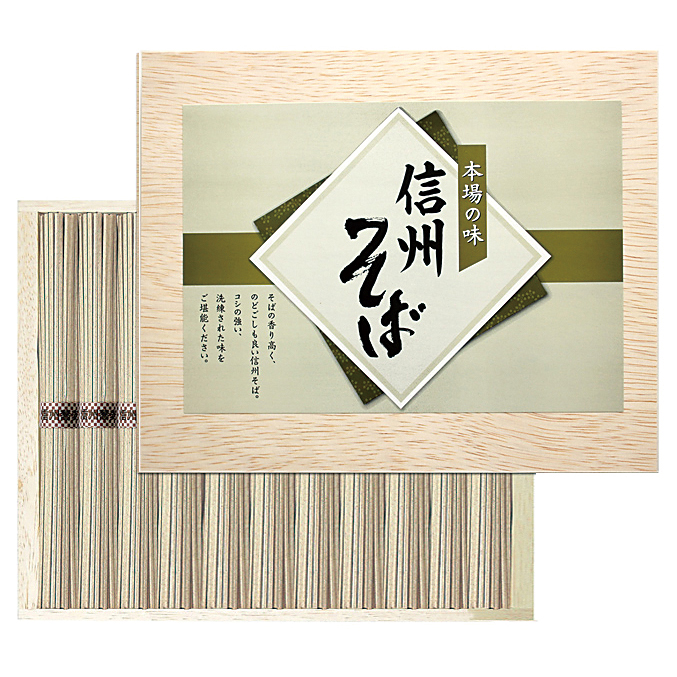 本場の味
信州
そば
そばの香り高く、
のどごしも良い信州そば。
コシの強い、
洗練された味を
ご堪能ください。